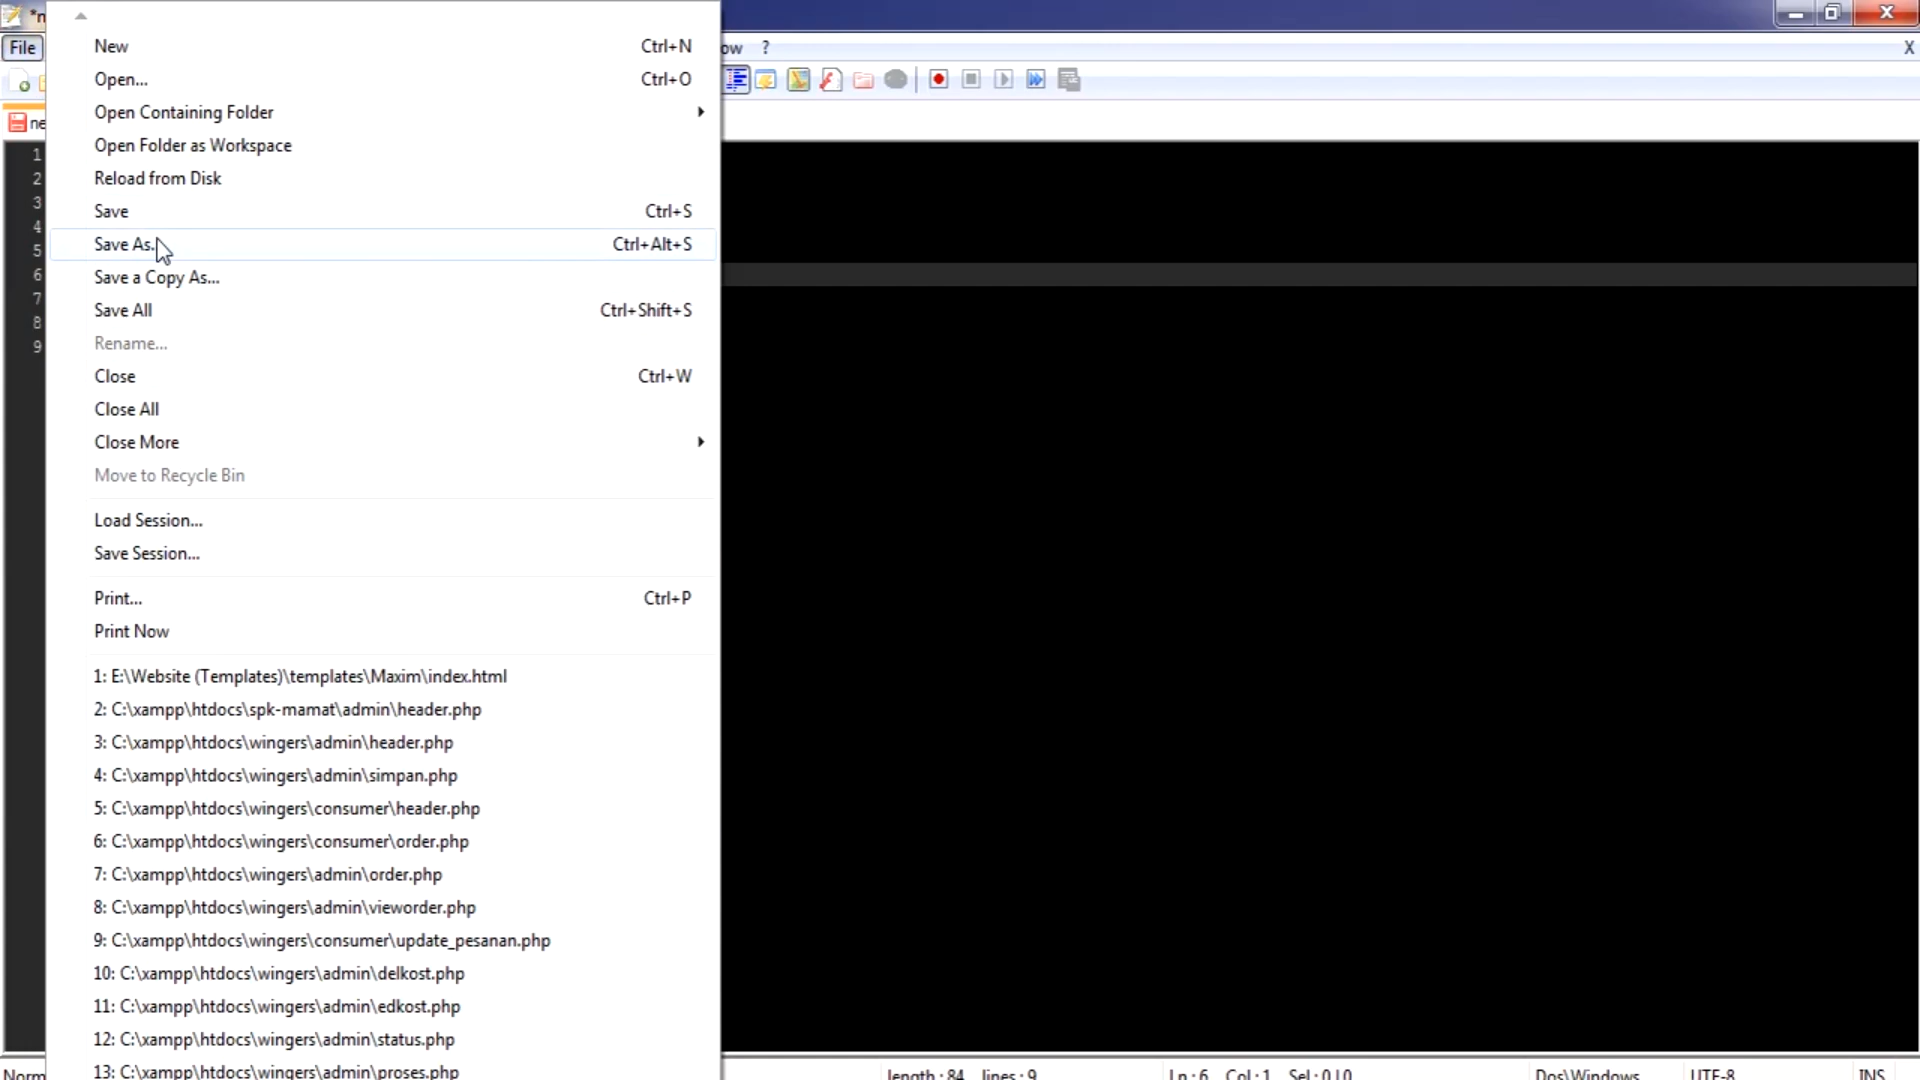 File
ow ?
X
New Ctrl+N
Open... Ctrl+O
Open Containing Folder
Open Folder as Workspace
Reload from Disk
Save Ctrl+S
Save As... Ctrl+Alt+S
Save a Copy As...
Save All Ctrl+Shift+S
Rename...
Close Ctrl+W
Close All
Close More
Move to Recycle Bin
Load Session...
Save Session...
Print... Ctrl+P
Print Now
1: E:\Website (Templates)\templates\Maxim\index.html
2: C:\xampp\htdocs\spk-mamat\admin\header.php
3: C:\xampp\htdocs\wingers\admin\header.php
4: C:\xampp\htdocs\wingers\admin\simpan.php
5: C:\xampp\htdocs\wingers\consumer\header.php
6: C:\xampp\htdocs\wingers\consumer\order.php
7: C:\xampp\htdocs\wingers\admin\order.php
8: C:\xampp\htdocs\wingers\admin\vieworder.php
9: C:\xampp\htdocs\wingers\consumer\update_pesanan.php
10: C:\xampp\htdocs\wingers\admin\delkost.php
11: C:\xampp\htdocs\wingers\admin\edkost.php
12: C:\xampp\htdocs\wingers\admin\status.php
13: C:\xampp\htdocs\wingers\admin\proses.php
ne
1
2
3
4
5
6
7
8
9
Norm length : 84 lines : 9 Ln : 6 Col : 1 Sel : 0 | 0 Dos\Windows UTF-8 INS